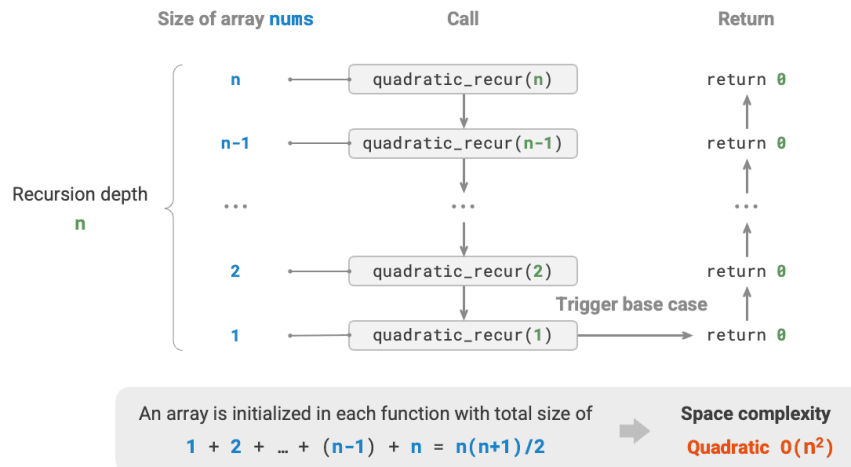 Size of array nums Call Return
n quadratic_recur(n) return 0
n-1 quadratic_recur(n-1) return 0
Recursion depth
n
... ... ...
2 quadratic_recur(2) return 0
Trigger base case
1 quadratic_recur(1) return 0
An array is initialized in each function with total size of
1 + 2 + … + (n-1) + n = n(n+1)/2
Space complexity
Quadratic O(n²)